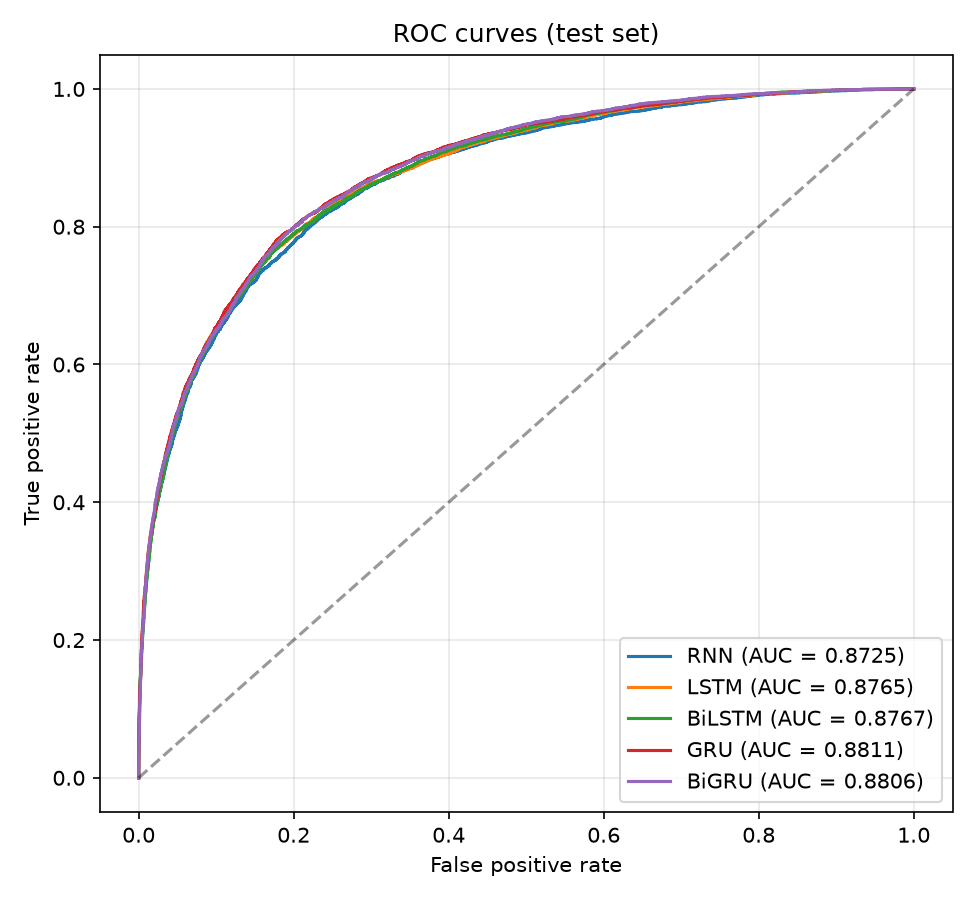 ROC curves (test set)
1.0
0.8
0.6
0.4
0.2
0.0
True positive rate
RNN (AUC = 0.8725)
LSTM (AUC = 0.8765)
BiLSTM (AUC = 0.8767)
GRU (AUC = 0.8811)
BiGRU (AUC = 0.8806)
0.0 0.2 0.4 0.6 0.8 1.0
False positive rate